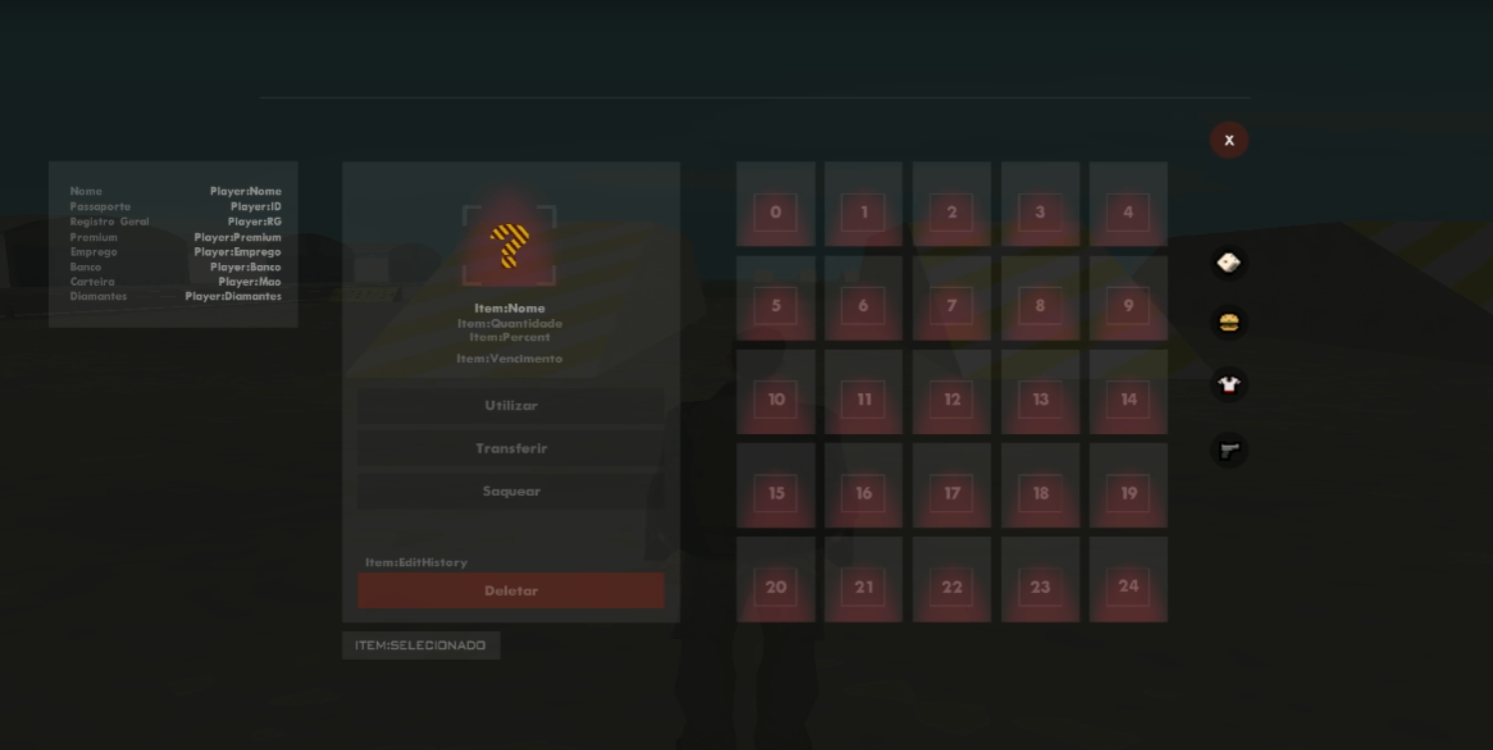 X
Nome Player:Nome
Passaporte Player:ID
Registro Geral Player:RG
Premium Player:Premium
Emprego Player:Emprego
Banco Player:Banco
Carteira Player:Mao
Diamantes Player:Diamantes
Item:Nome
Item:Quantidade
Item:Percent
Item:Vencimento
Utilizar
Transferir
Saquear
Item:EditHistory
Deletar
ITEM:SELECIONADO
0 1 2 3 4
5 6 7 8 9
10 11 12 13 14
15 16 17 18 19
20 21 22 23 24